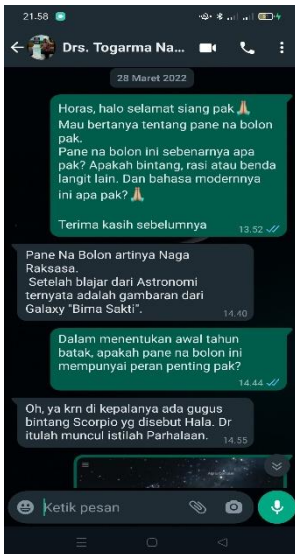 21.58
Drs. Togarma Na...
28 Maret 2022
Horas, halo selamat siang pak 🙏
Mau bertanya tentang pane na bolon
pak.
Pane na bolon ini sebenarnya apa
pak? Apakah bintang, rasi atau benda
langit lain. Dan bahasa modernnya
ini apa pak? 🙏
Terima kasih sebelumnya
13.52
Pane Na Bolon artinya Naga
Raksasa.
Setelah blajar dari Astronomi
ternyata adalah gambaran dari
Galaxy "Bima Sakti".
14.40
Dalam menentukan awal tahun
batak, apakah pane na bolon ini
mempunyai peran penting pak?
14.44
Oh, ya krn di kepalanya ada gugus
bintang Scorpio yg disebut Hala. Dr
itulah muncul istilah Parhalaan.
14.55
Ketik pesan